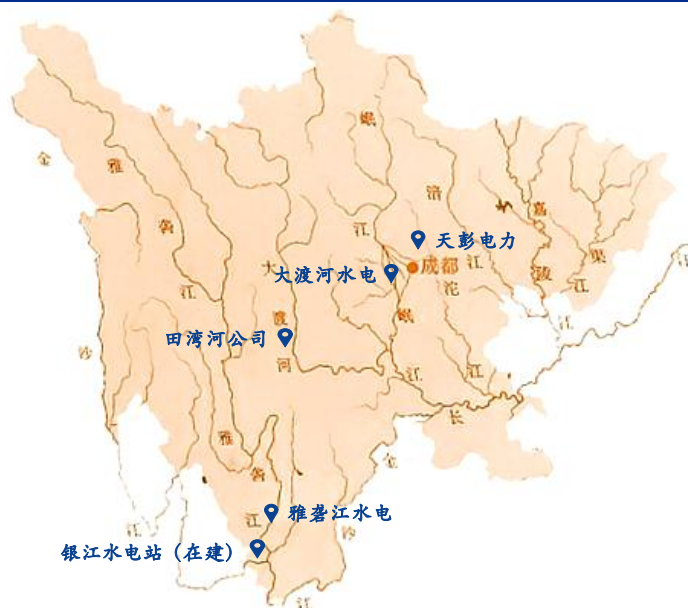 岷
金
雅
涪
嘉
砻
江
天彭电力
渠
大
成都
江
陵
江
大渡河水电
江
沱
渡
岷
江
田湾河公司
沙
河
江
江
长
雅
金
砻
江
雅砻江水电
江
沙
银江水电站（在建）
江